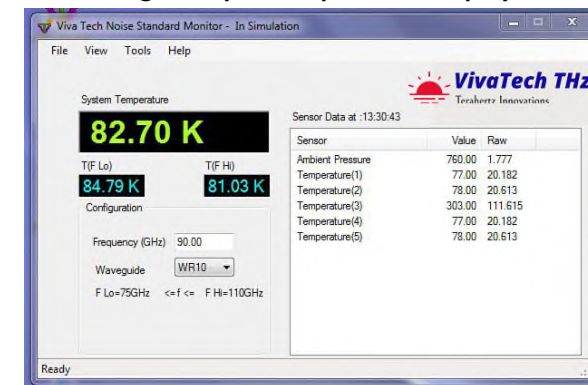 Viva Tech Noise Standard Monitor - In Simulation
File View Tools Help
VivaTech THz
Terahertz Innovations
System Temperature
82.70 K
T(F Lo) T(F Hi)
84.79 K 81.03 K
Configuration
Frequency (GHz) 90.00
Waveguide WR10
F Lo=75GHz <=f <= F Hi=110GHz
Sensor Data at :13:30:43
Sensor Value Raw
Ambient Pressure 760.00 1.777
Temperature(1) 77.00 20.182
Temperature(2) 78.00 20.613
Temperature(3) 303.00 111.615
Temperature(4) 77.00 20.182
Temperature(5) 78.00 20.613
Ready